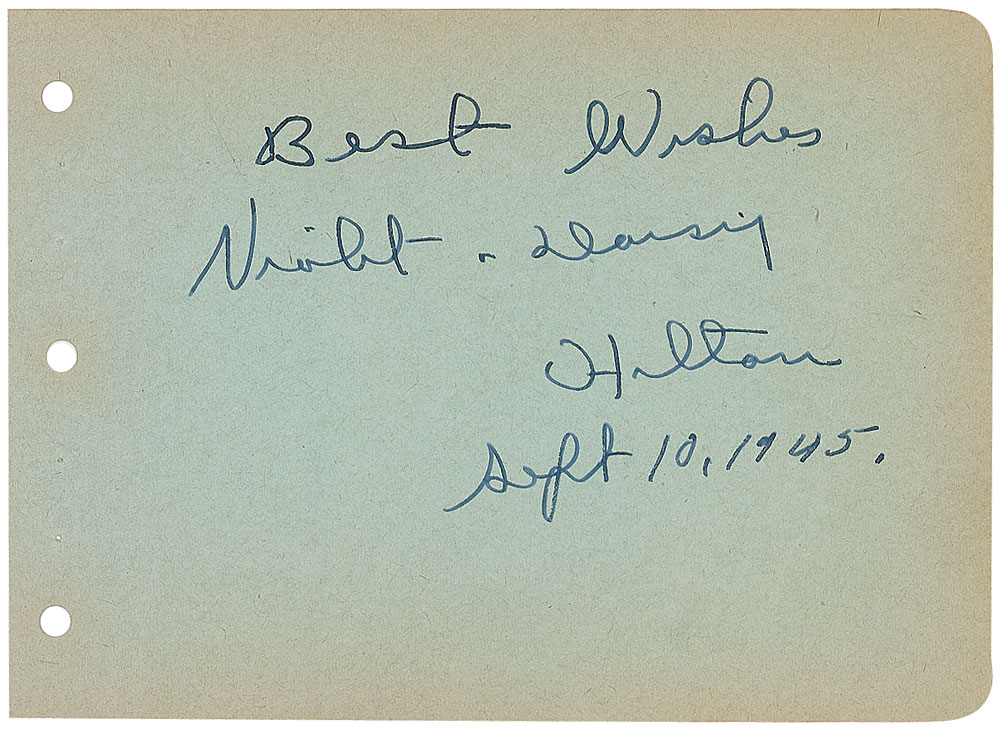 Best Wishes
Violet - Daisy
Hilton
Sept 10, 1945.